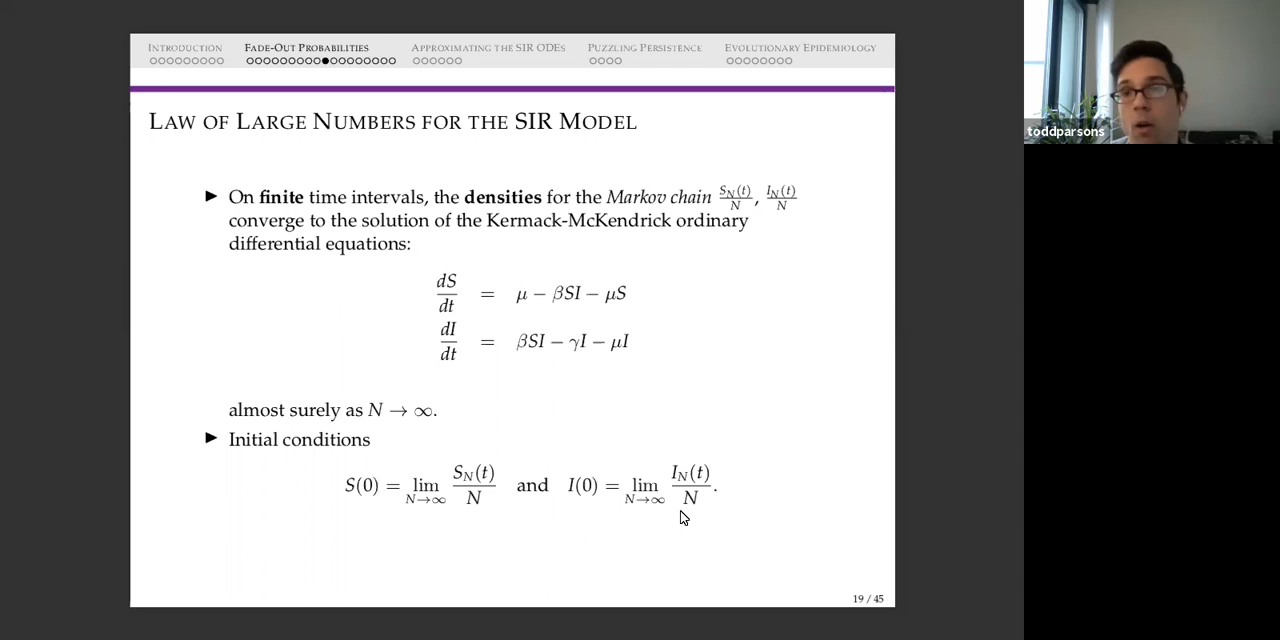 INTRODUCTION FADE-OUT PROBABILITIES APPROXIMATING THE SIR ODES PUZZLING PERSISTENCE EVOLUTIONARY EPIDEMIOLOGY
LAW OF LARGE NUMBERS FOR THE SIR MODEL
► On finite time intervals, the densities for the Markov chain S_N(t)/N, I_N(t)/N
converge to the solution of the Kermack-McKendrick ordinary
differential equations:
dS/dt = μ − βSI − μS
dI/dt = βSI − γI − μI
almost surely as N → ∞.
► Initial conditions
S(0) = lim N→∞ S_N(t)/N and I(0) = lim N→∞ I_N(t)/N.
19 / 45
toddparsons